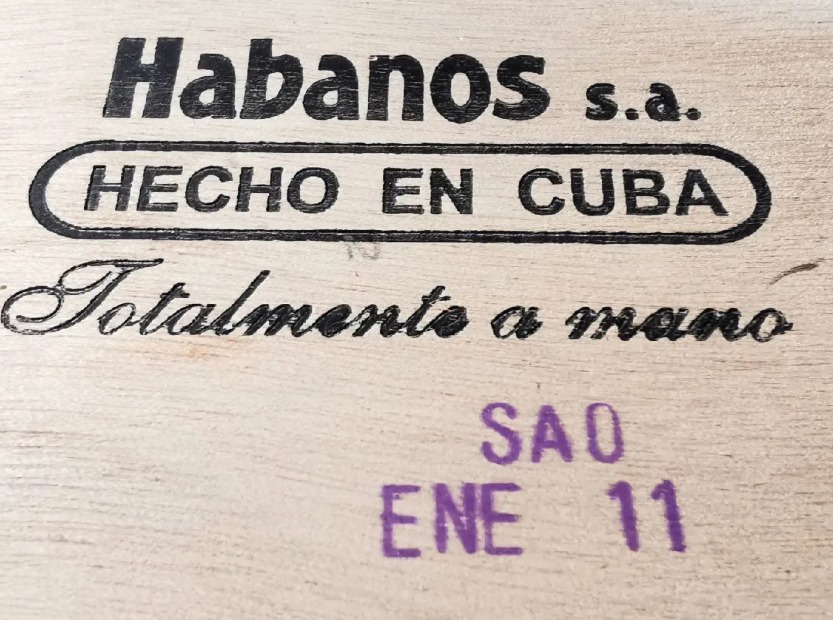 Habanos s.a.
HECHO EN CUBA
Totalmente a mano
SAO
ENE 11